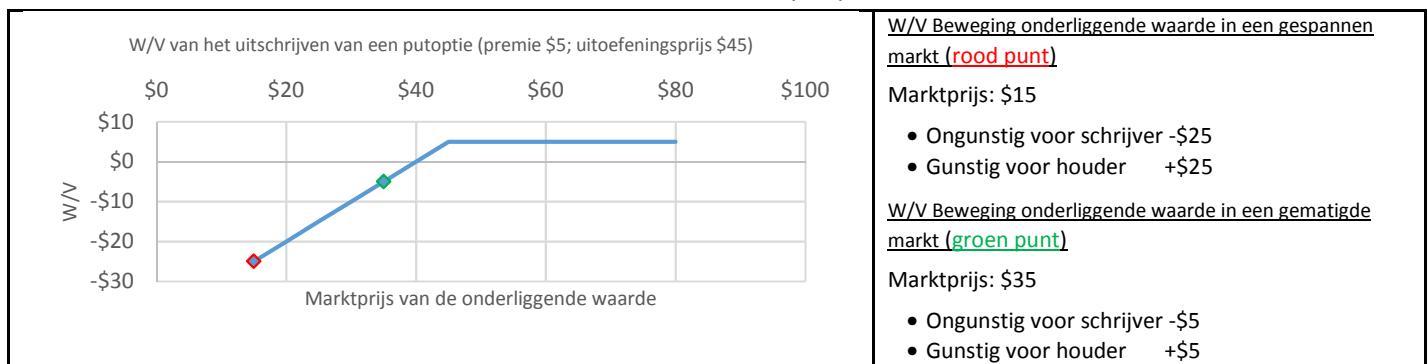 W/V van het uitschrijven van een putoptie (premie $5; uitoefeningsprijs $45)
$0 $20 $40 $60 $80 $100
$10
$0
-$10
-$20
-$30
W/V
Marktprijs van de onderliggende waarde
W/V Beweging onderliggende waarde in een gespannen
markt (rood punt)
Marktprijs: $15
• Ongunstig voor schrijver -$25
• Gunstig voor houder +$25
W/V Beweging onderliggende waarde in een gematigde
markt (groen punt)
Marktprijs: $35
• Ongunstig voor schrijver -$5
• Gunstig voor houder +$5